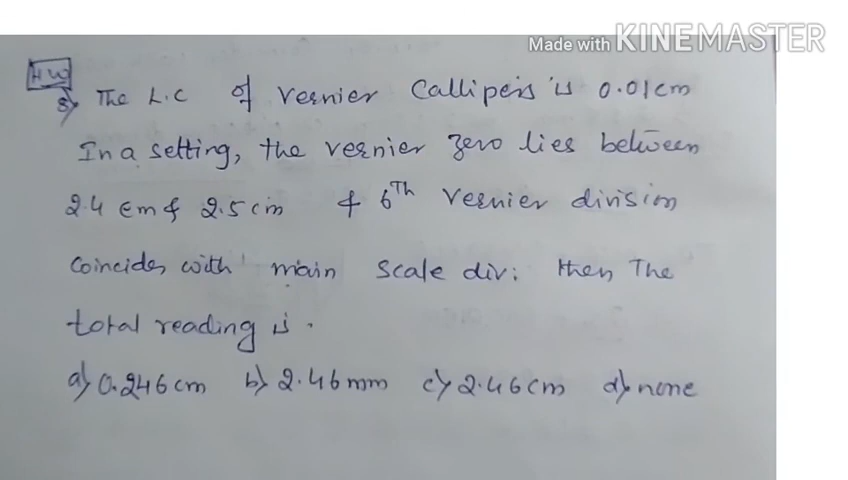 Made with KINEMASTER
HW
8) The L.C of vernier Callipers is 0.01cm
In a setting, the vernier zero lies between
2.4 cm & 2.5 cm & 6Th vernier division
Coincides with main scale div: then The
total reading is.
a) 0.246 cm b) 2.46 mm c) 2.46 cm d) none